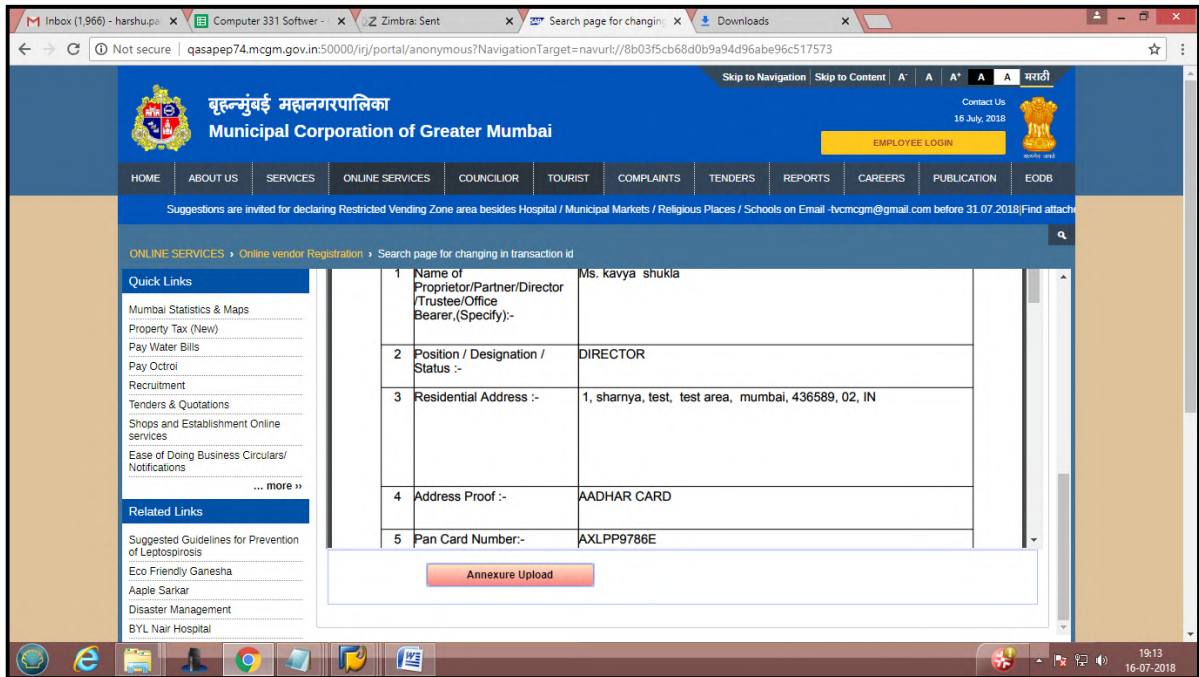 M Inbox (1,966) - harshu.pa
Computer 331 Softwer -
Zimbra: Sent
Search page for changing
Downloads
Not secure | qasapep74.mcgm.gov.in:50000/irj/portal/anonymous?NavigationTarget=navurl://8b03f5cb68d0b9a94d96abe96c517573
Skip to Navigation Skip to Content A- A A+ A A मराठी
बृहन्मुंबई महानगरपालिका
Municipal Corporation of Greater Mumbai
Contact Us
16 July, 2018
EMPLOYEE LOGIN
HOME ABOUT US SERVICES ONLINE SERVICES COUNCILIOR TOURIST COMPLAINTS TENDERS REPORTS CAREERS PUBLICATION EODB
Suggestions are invited for declaring Restricted Vending Zone area besides Hospital / Municipal Markets / Religious Places / Schools on Email -tvcmcgm@gmail.com before 31.07.2018|Find attache
ONLINE SERVICES › Online vendor Registration › Search page for changing in transaction id
Quick Links
Mumbai Statistics & Maps
Property Tax (New)
Pay Water Bills
Pay Octroi
Recruitment
Tenders & Quotations
Shops and Establishment Online
services
Ease of Doing Business Circulars/
Notifications
... more ››
Related Links
Suggested Guidelines for Prevention
of Leptospirosis
Eco Friendly Ganesha
Aaple Sarkar
Disaster Management
BYL Nair Hospital
1 Name of Ms. kavya shukla
Proprietor/Partner/Director
/Trustee/Office
Bearer,(Specify):-
2 Position / Designation / DIRECTOR
Status :-
3 Residential Address :- 1, sharnya, test, test area, mumbai, 436589, 02, IN
4 Address Proof :- AADHAR CARD
5 Pan Card Number:- AXLPP9786E
Annexure Upload
19:13
16-07-2018